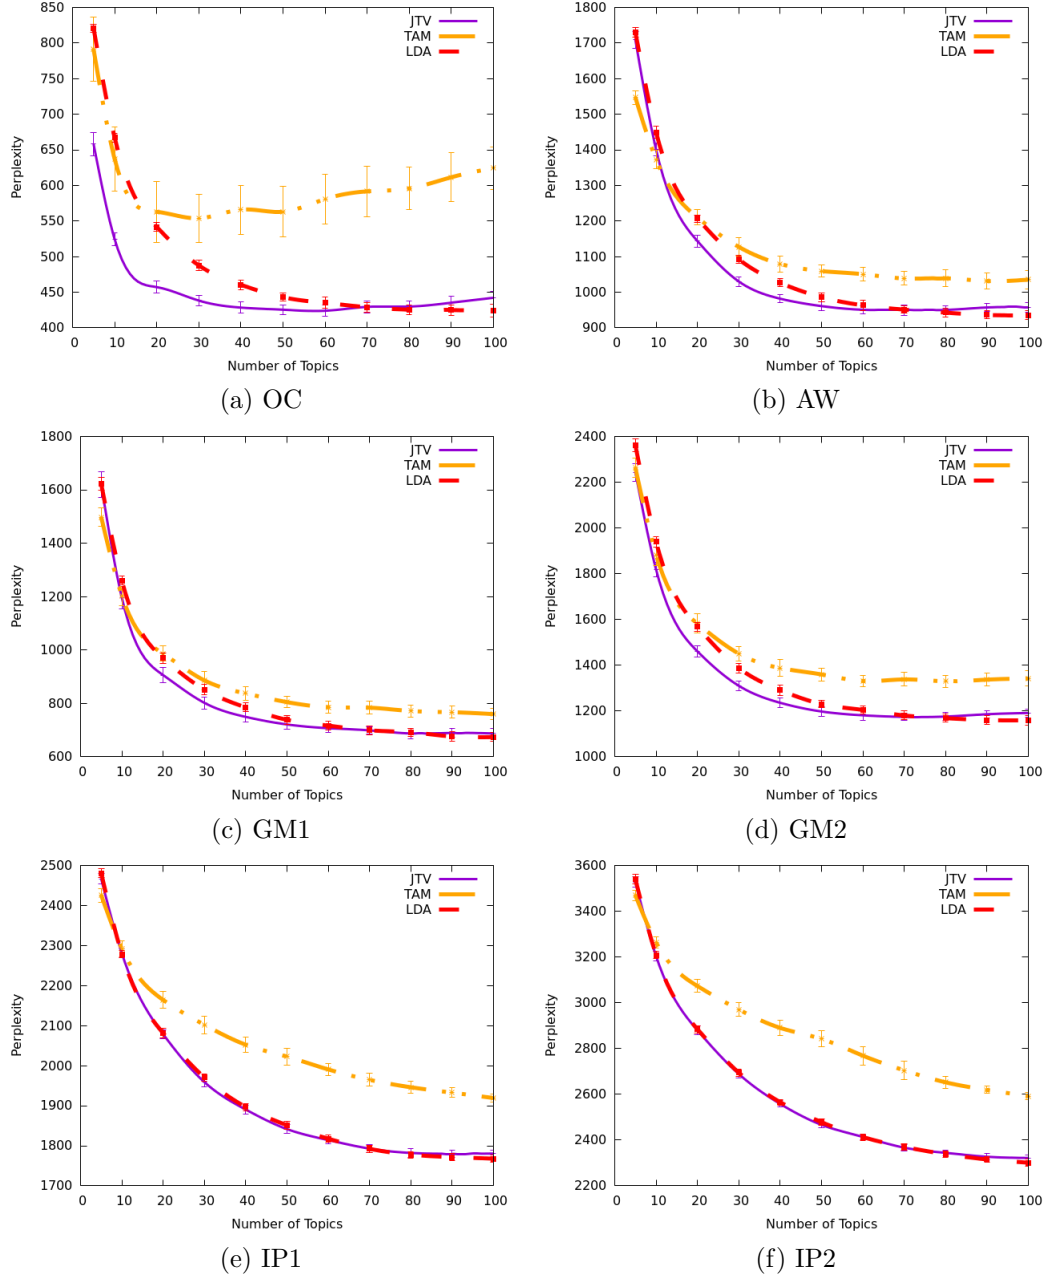 850
800
750
700
650
600
550
500
450
400
0 10 20 30 40 50 60 70 80 90 100
Perplexity
Number of Topics
JTV
TAM
LDA
(a) OC
1800
1700
1600
1500
1400
1300
1200
1100
1000
900
0 10 20 30 40 50 60 70 80 90 100
Perplexity
Number of Topics
JTV
TAM
LDA
(b) AW
1800
1600
1400
1200
1000
800
600
0 10 20 30 40 50 60 70 80 90 100
Perplexity
Number of Topics
JTV
TAM
LDA
(c) GM1
2400
2200
2000
1800
1600
1400
1200
1000
0 10 20 30 40 50 60 70 80 90 100
Perplexity
Number of Topics
JTV
TAM
LDA
(d) GM2
2500
2400
2300
2200
2100
2000
1900
1800
1700
0 10 20 30 40 50 60 70 80 90 100
Perplexity
Number of Topics
JTV
TAM
LDA
(e) IP1
3600
3400
3200
3000
2800
2600
2400
2200
0 10 20 30 40 50 60 70 80 90 100
Perplexity
Number of Topics
JTV
TAM
LDA
(f) IP2